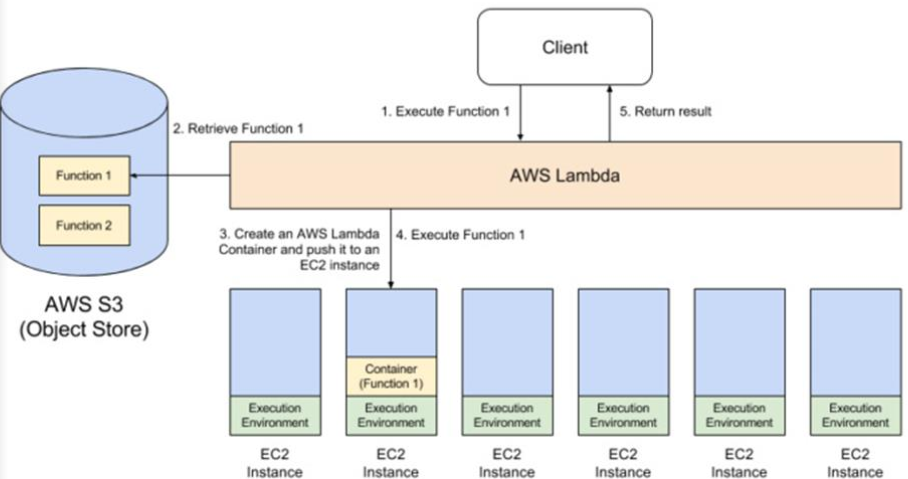 Client
1. Execute Function 1
5. Return result
2. Retrieve Function 1
AWS Lambda
Function 1
Function 2
3. Create an AWS Lambda
Container and push it to an
EC2 instance
4. Execute Function 1
AWS S3
(Object Store)
Container
(Function 1)
Execution
Environment
Execution
Environment
Execution
Environment
Execution
Environment
Execution
Environment
Execution
Environment
EC2
Instance
EC2
Instance
EC2
Instance
EC2
Instance
EC2
Instance
EC2
Instance